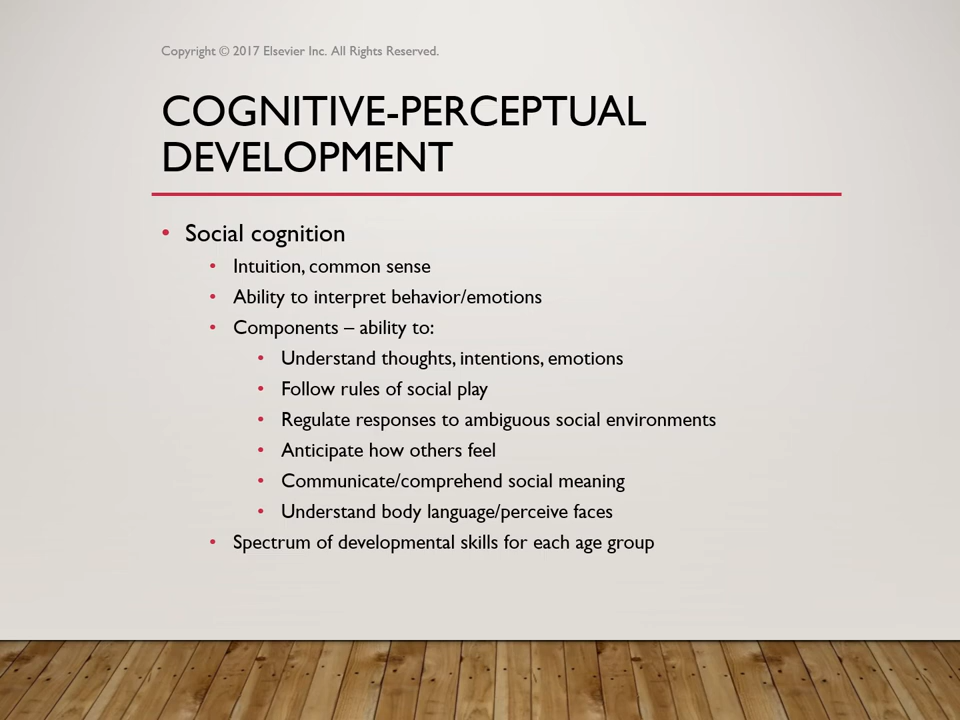 Copyright © 2017 Elsevier Inc. All Rights Reserved.
COGNITIVE-PERCEPTUAL
DEVELOPMENT
• Social cognition
• Intuition, common sense
• Ability to interpret behavior/emotions
• Components – ability to:
• Understand thoughts, intentions, emotions
• Follow rules of social play
• Regulate responses to ambiguous social environments
• Anticipate how others feel
• Communicate/comprehend social meaning
• Understand body language/perceive faces
• Spectrum of developmental skills for each age group